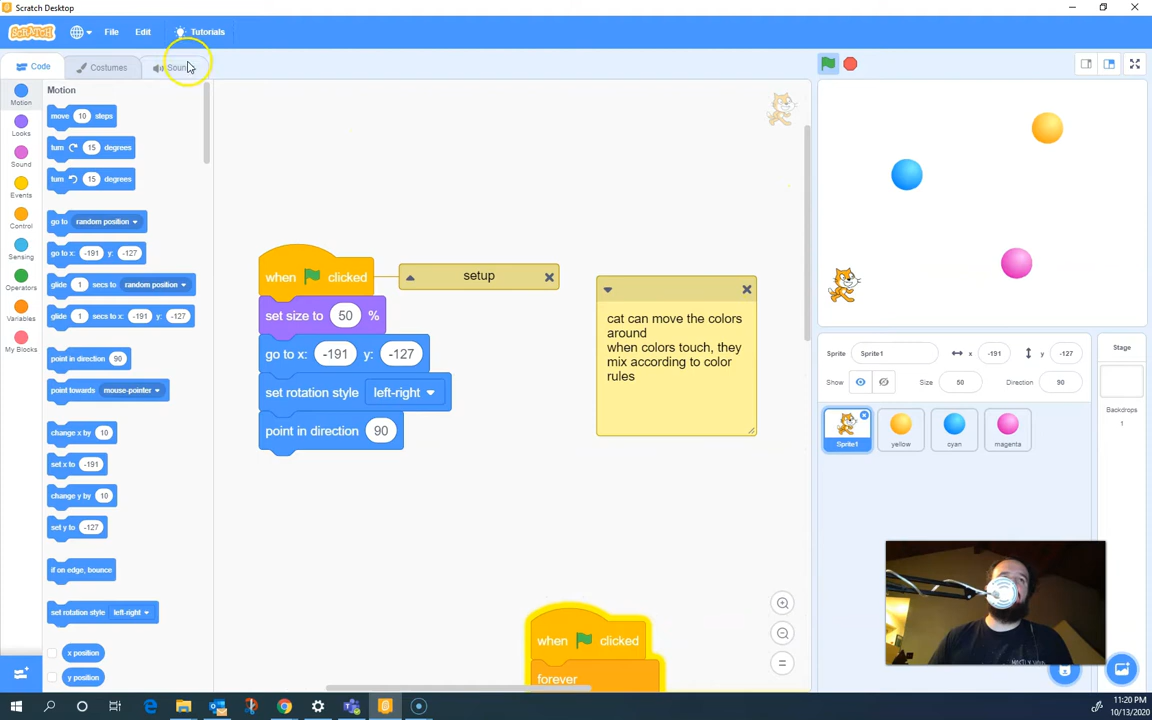 Scratch Desktop
SCRATCH
File
Edit
Tutorials
Code
Costumes
Sounds
Motion
Motion
Looks
Sound
Events
Control
Sensing
Operators
Variables
My Blocks
move 10 steps
turn 15 degrees
turn 15 degrees
go to random position
go to x: -191 y: -127
glide 1 secs to random position
glide 1 secs to x: -191 y: -127
point in direction 90
point towards mouse-pointer
change x by 10
set x to -191
change y by 10
set y to -127
if on edge, bounce
set rotation style left-right
x position
y position
when clicked
set size to 50 %
go to x: -191 y: -127
set rotation style left-right
point in direction 90
setup
cat can move the colors
around
when colors touch, they
mix according to color
rules
when clicked
forever
Sprite Sprite1
x -191
y -127
Show
Size 50
Direction 90
Sprite1
yellow
cyan
magenta
Stage
Backdrops
1
11:20 PM
10/13/2020